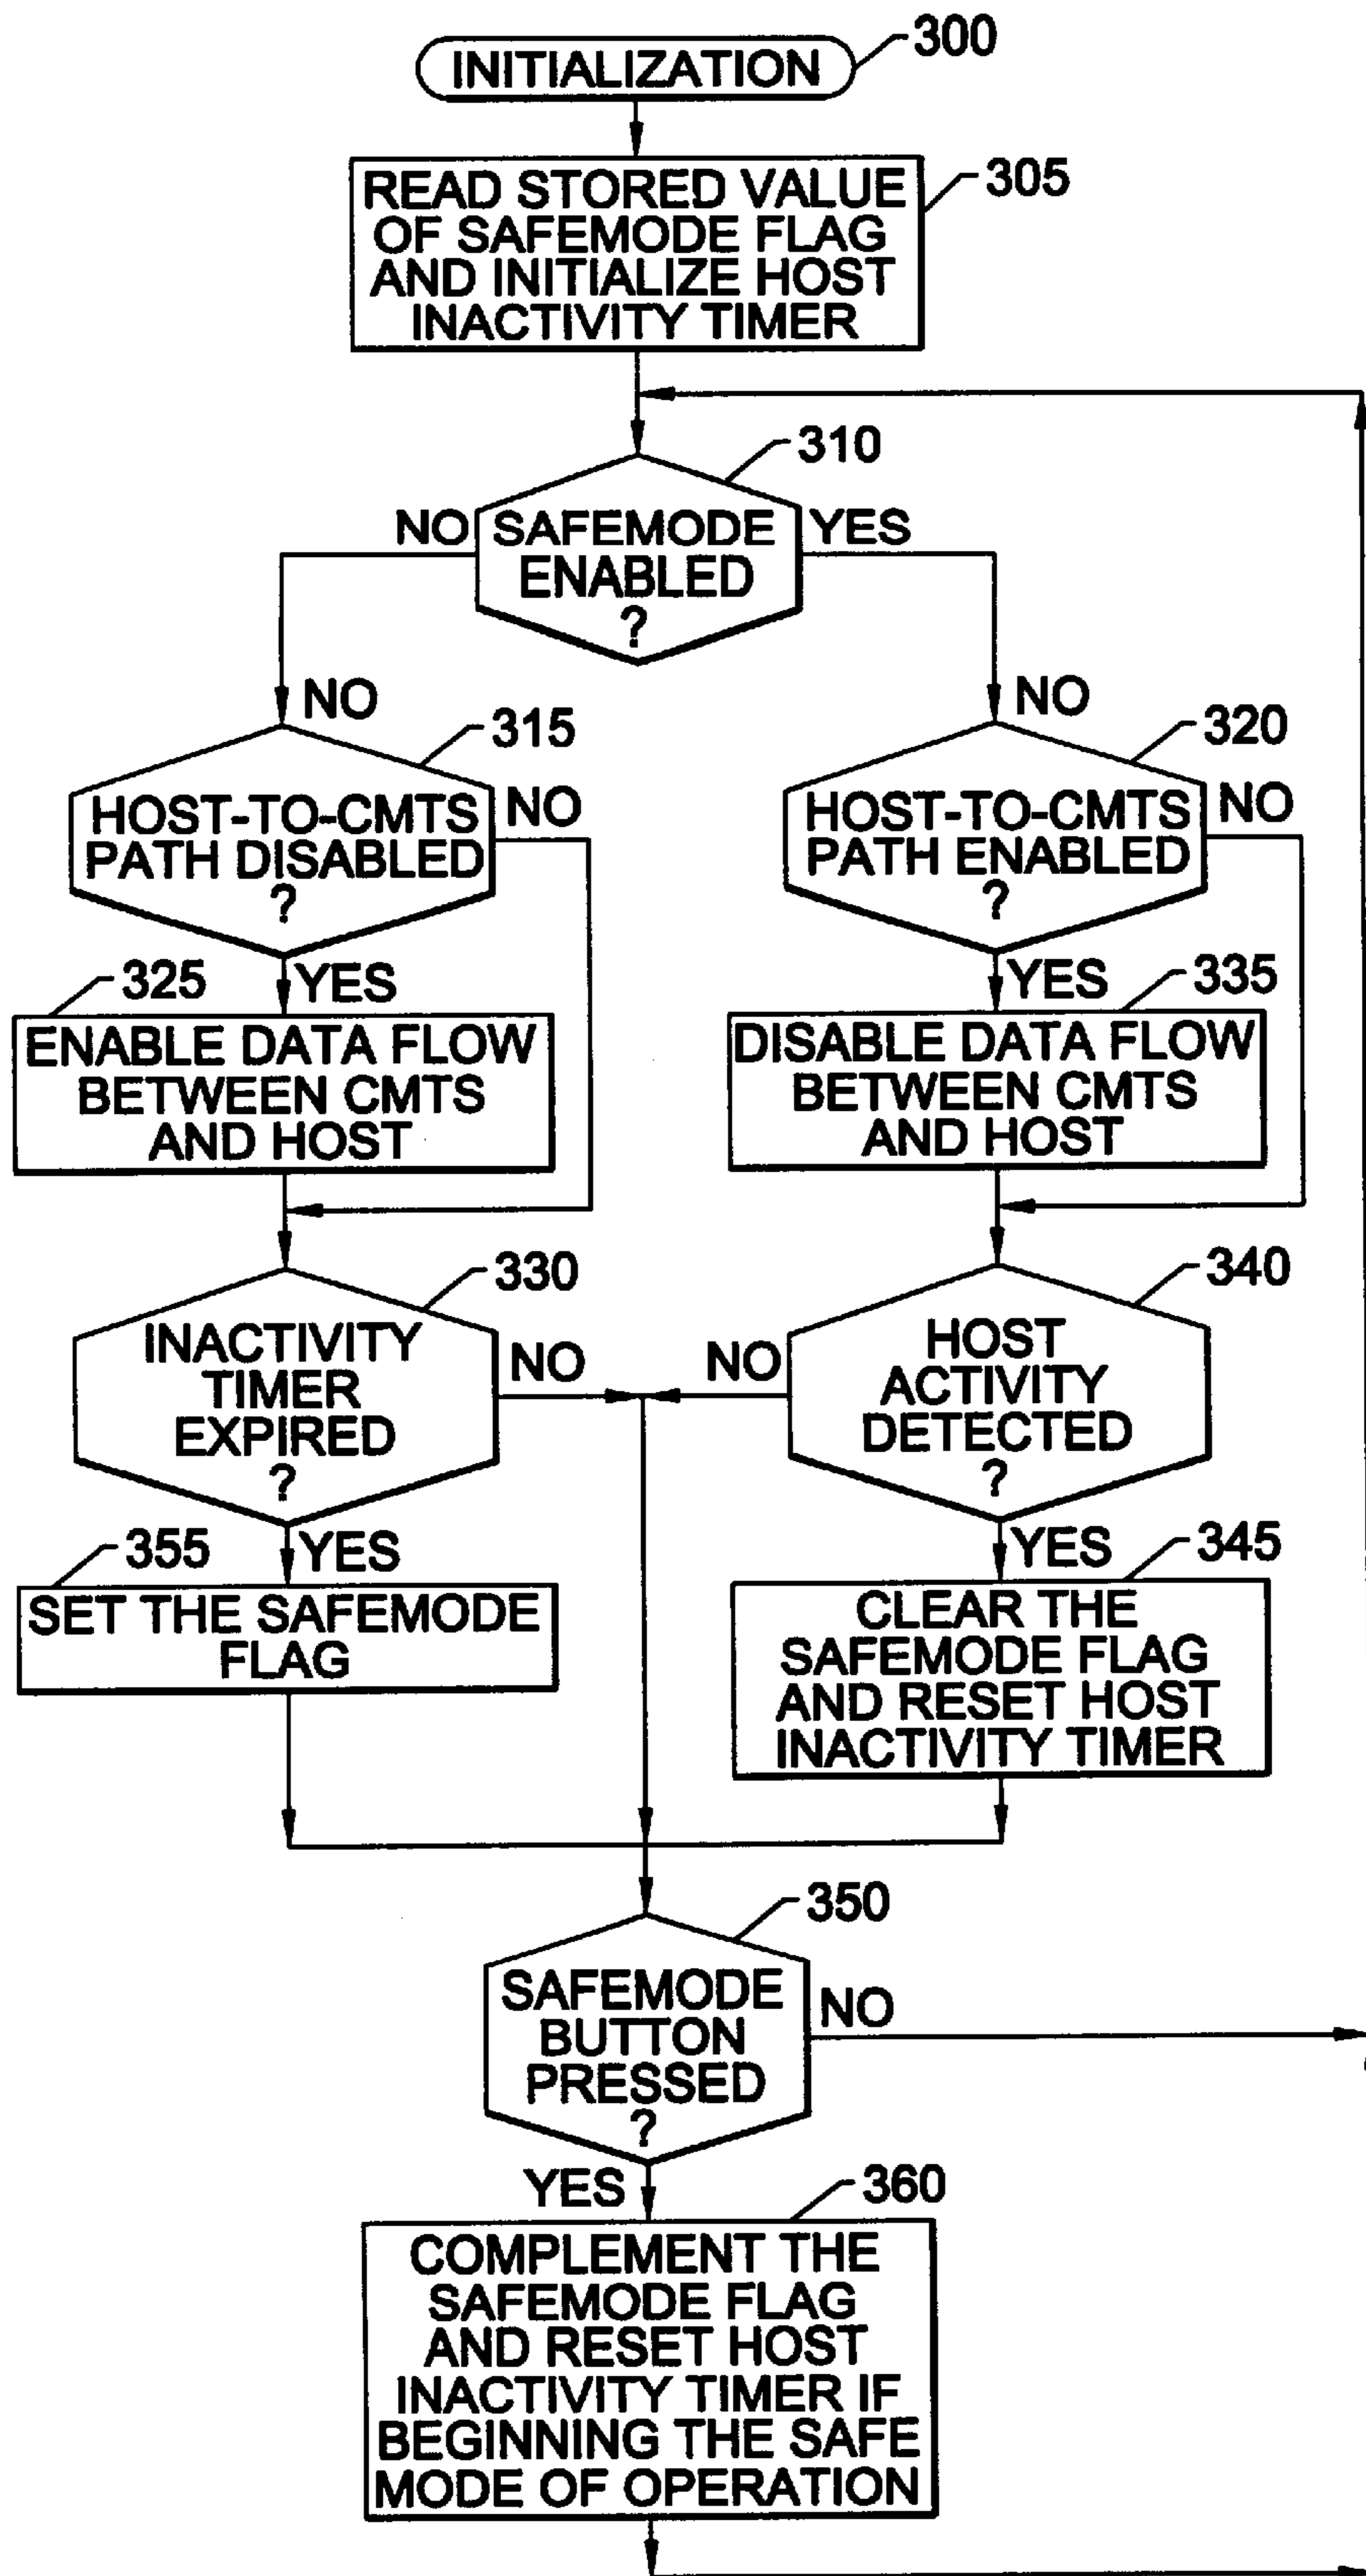 INITIALIZATION
300
READ STORED VALUE
OF SAFEMODE FLAG
AND INITIALIZE HOST
INACTIVITY TIMER
305
310
NO
SAFEMODE
ENABLED
?
YES
NO
NO
315
320
HOST-TO-CMTS
PATH DISABLED
?
NO
HOST-TO-CMTS
PATH ENABLED
?
NO
325
YES
YES
335
ENABLE DATA FLOW
BETWEEN CMTS
AND HOST
DISABLE DATA FLOW
BETWEEN CMTS
AND HOST
330
340
INACTIVITY
TIMER
EXPIRED
?
NO
NO
HOST
ACTIVITY
DETECTED
?
355
YES
YES
345
SET THE SAFEMODE
FLAG
CLEAR THE
SAFEMODE FLAG
AND RESET HOST
INACTIVITY TIMER
350
SAFEMODE
BUTTON
PRESSED
?
NO
YES
360
COMPLEMENT THE
SAFEMODE FLAG
AND RESET HOST
INACTIVITY TIMER IF
BEGINNING THE SAFE
MODE OF OPERATION